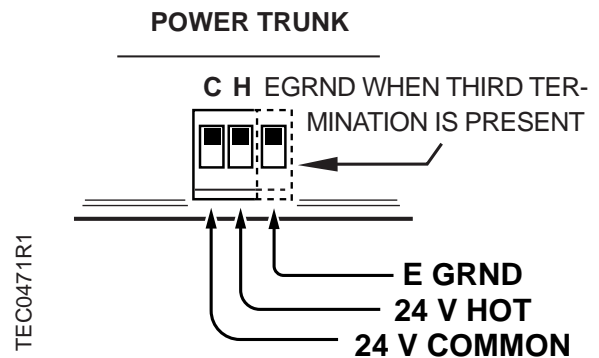 POWER TRUNK
C H EGRND WHEN THIRD TER-
MINATION IS PRESENT
E GRND
24 V HOT
24 V COMMON
TEC0471R1